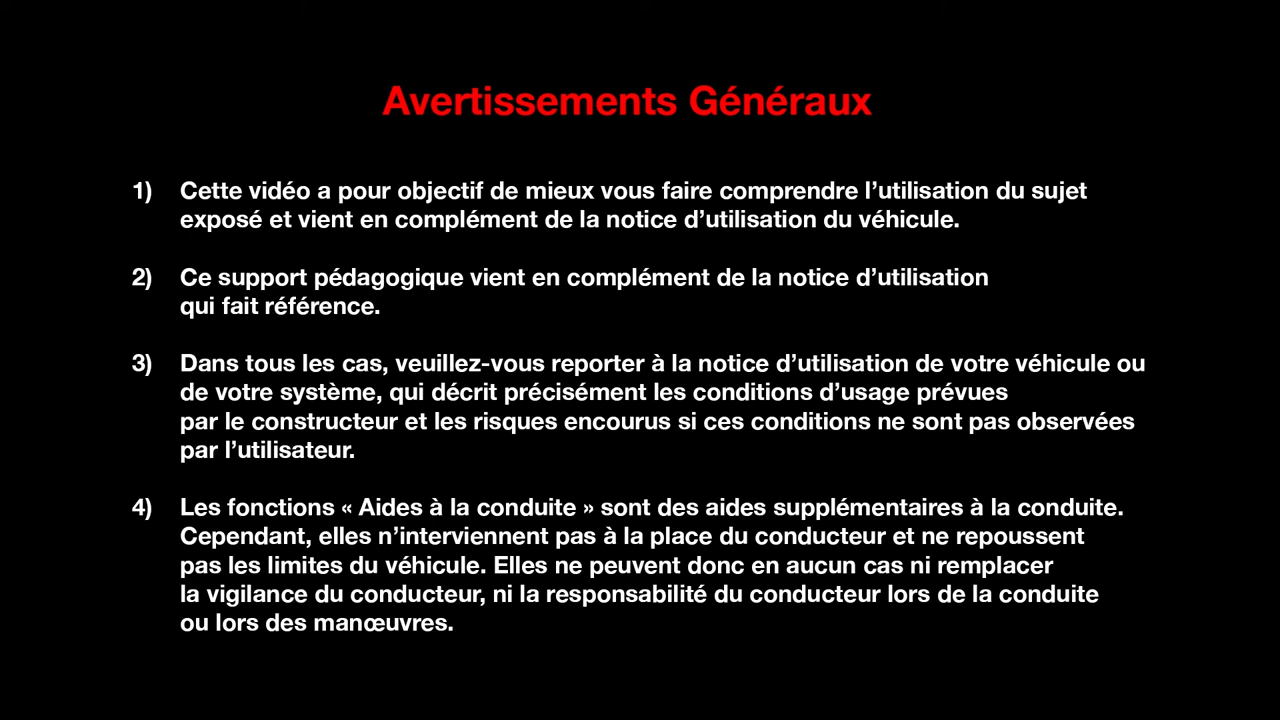 Avertissements Généraux
1) Cette vidéo a pour objectif de mieux vous faire comprendre l’utilisation du sujet
exposé et vient en complément de la notice d’utilisation du véhicule.
2) Ce support pédagogique vient en complément de la notice d’utilisation
qui fait référence.
3) Dans tous les cas, veuillez-vous reporter à la notice d’utilisation de votre véhicule ou
de votre système, qui décrit précisément les conditions d’usage prévues
par le constructeur et les risques encourus si ces conditions ne sont pas observées
par l’utilisateur.
4) Les fonctions « Aides à la conduite » sont des aides supplémentaires à la conduite.
Cependant, elles n’interviennent pas à la place du conducteur et ne repoussent
pas les limites du véhicule. Elles ne peuvent donc en aucun cas ni remplacer
la vigilance du conducteur, ni la responsabilité du conducteur lors de la conduite
ou lors des manœuvres.